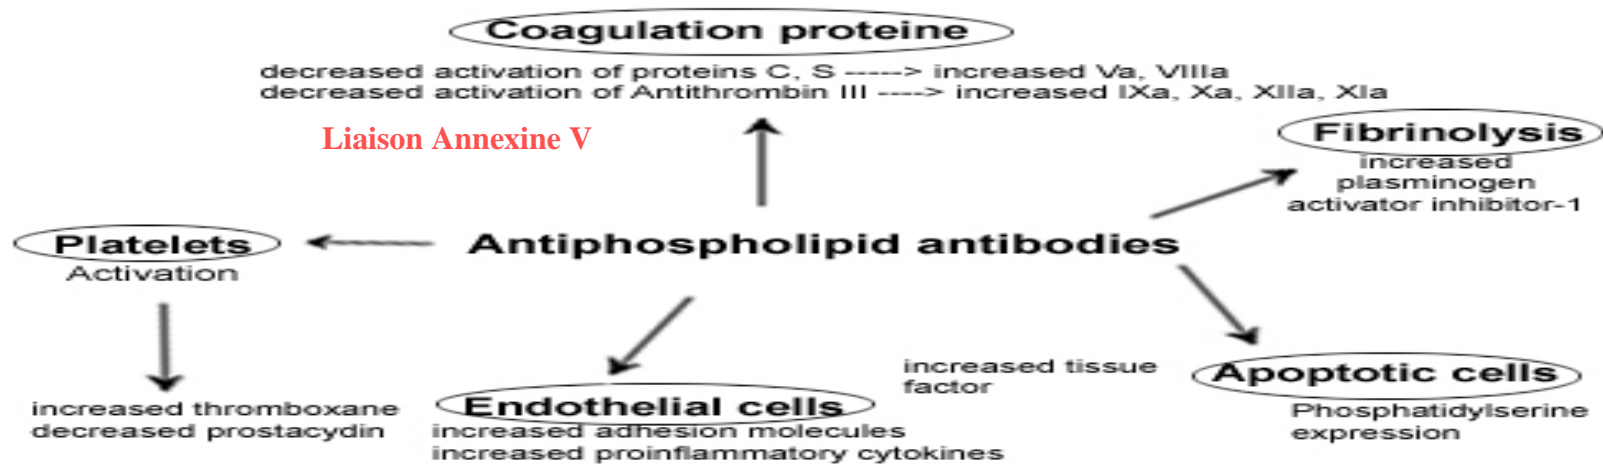 Coagulation proteine
decreased activation of proteins C, S -----> increased Va, VIIIa
decreased activation of Antithrombin III ----> increased IXa, Xa, XIIa, XIa
Liaison Annexine V
Fibrinolysis
increased
plasminogen
activator inhibitor-1
Platelets
Activation
Antiphospholipid antibodies
increased thromboxane
decreased prostacydin
Endothelial cells
increased adhesion molecules
increased proinflammatory cytokines
increased tissue
factor
Apoptotic cells
Phosphatidylserine
expression